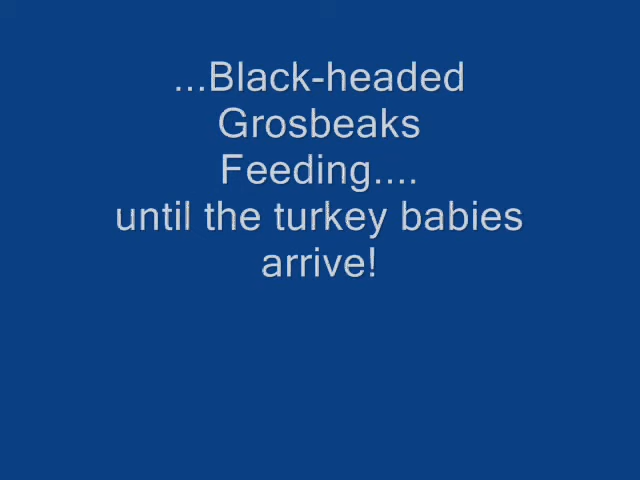 ...Black-headed
Grosbeaks
Feeding....
until the turkey babies
arrive!